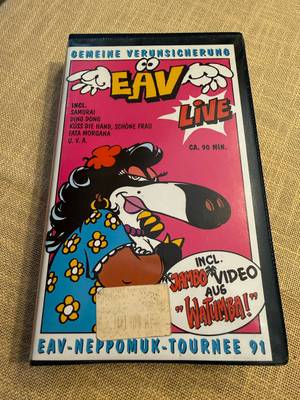 GEMEINE VERUNSICHERUNG
EÄV
LiVE
INCL.
SAMURAI
DING DONG
KÜSS DIE HAND, SCHÖNE FRAU
FATA MORGANA
U. V. A.
CA. 90 MIN.
INCL.
"JAMBO"-VIDEO
AUS
"WATUMBA!"
EAV-NEPPOMUK-TOURNEE 91